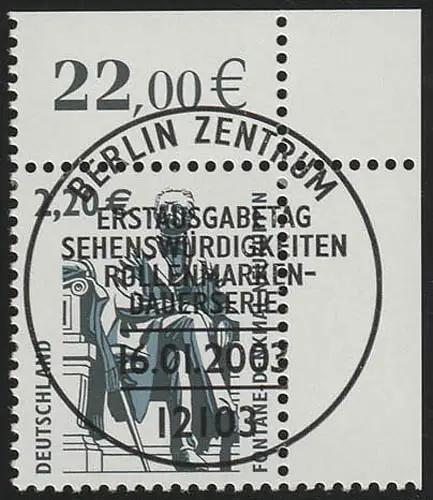 22,00€
BERLIN ZENTRUM
2,20 €
ERSTAUSGABETAG
SEHENSWÜRDIGKEITEN
ROLLENMARKEN-
DAUERSERIE
16.01.2003
12103
DEUTSCHLAND
FONTANE-DENKMAL NEURUPPIN